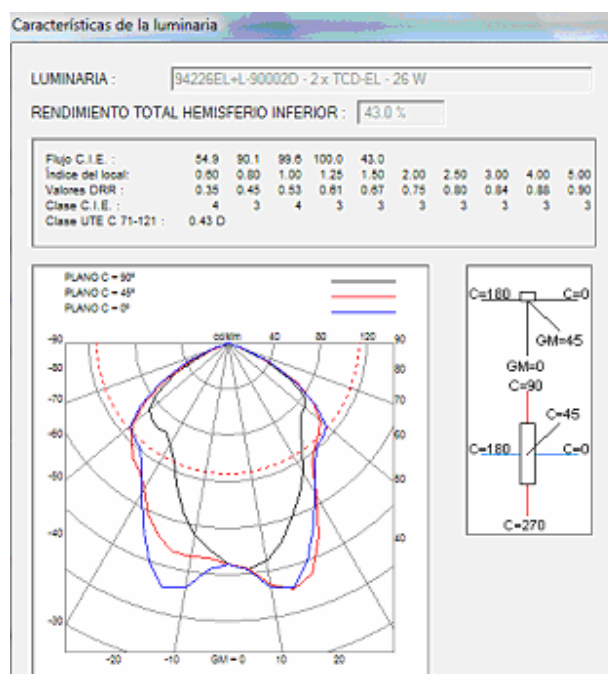 Características de la luminaria
LUMINARIA : 94226EL+L-90002D - 2 x TCD-EL - 26 W
RENDIMIENTO TOTAL HEMISFERIO INFERIOR : 43.0 %
Flujo C.I.E. : 54.9 90.1 99.6 100.0 43.0
Índice del local: 0.60 0.80 1.00 1.25 1.50 2.00 2.50 3.00 4.00 5.00
Valores DRR : 0.35 0.45 0.53 0.61 0.67 0.75 0.80 0.84 0.88 0.90
Clase C.I.E. : 4 3 4 3 3 3 3 3 3 3
Clase UTE C 71-121 : 0.43 D
PLANO C = 90º
PLANO C = 45º
PLANO C = 0º
-90 cd/klm 40 80 120 90
-80 80
-70 70
-60 60
-50 50
-40 40
-30
-20 -10 GM = 0 10 20
C=180 C=0
GM=45
GM=0
C=90
C=45
C=180 C=0
C=270